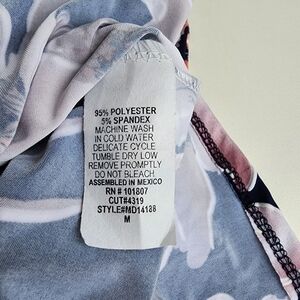 95% POLYESTER
5% SPANDEX
MACHINE WASH
IN COLD WATER
DELICATE CYCLE
TUMBLE DRY LOW
REMOVE PROMPTLY
DO NOT BLEACH.
ASSEMBLED IN MEXICO
RN # 101807
CUT#4319
STYLE#MD14188
M